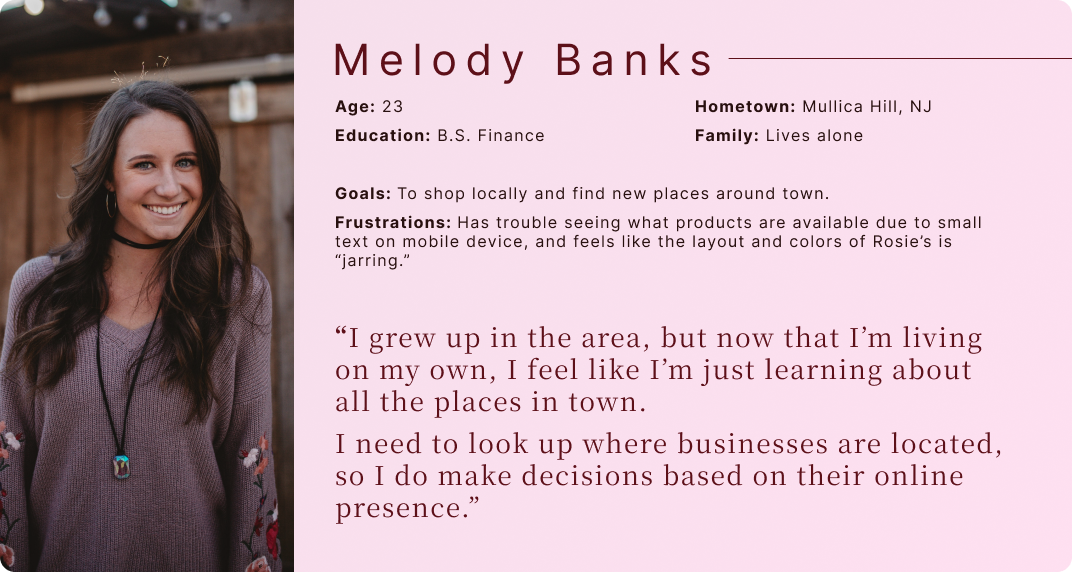 Melody Banks
Age: 23
Hometown: Mullica Hill, NJ
Education: B.S. Finance
Family: Lives alone
Goals: To shop locally and find new places around town.
Frustrations: Has trouble seeing what products are available due to small
text on mobile device, and feels like the layout and colors of Rosie’s is
“jarring.”
“I grew up in the area, but now that I’m living
on my own, I feel like I’m just learning about
all the places in town.
I need to look up where businesses are located,
so I do make decisions based on their online
presence.”